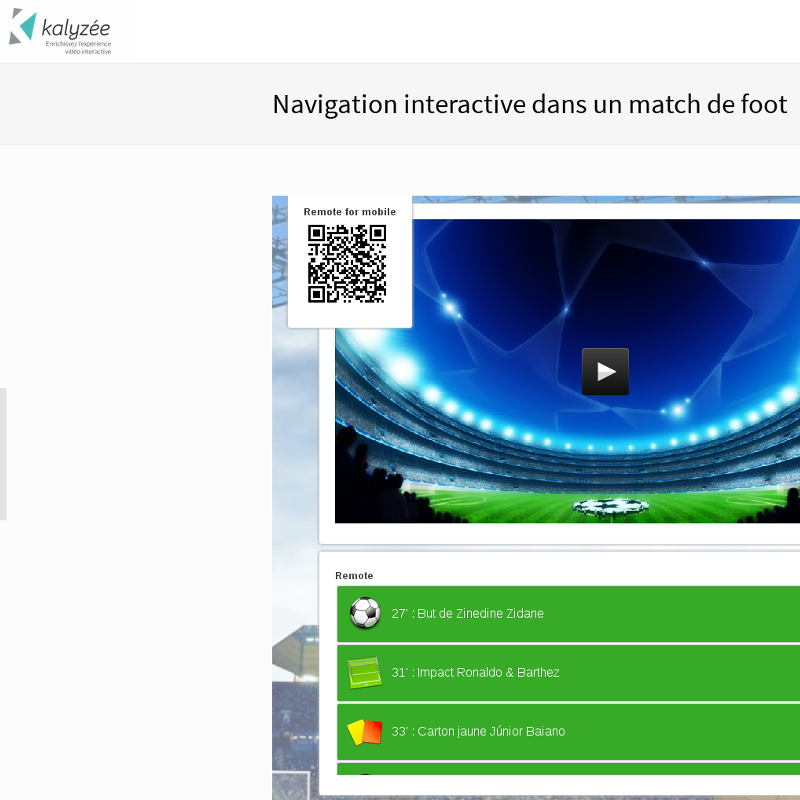 kalyzée
Enrichissez l'expérience
vidéo interactive
Navigation interactive dans un match de foot
Remote for mobile
Remote
27' : But de Zinedine Zidane
31' : Impact Ronaldo & Barthez
33' : Carton jaune Júnior Baiano